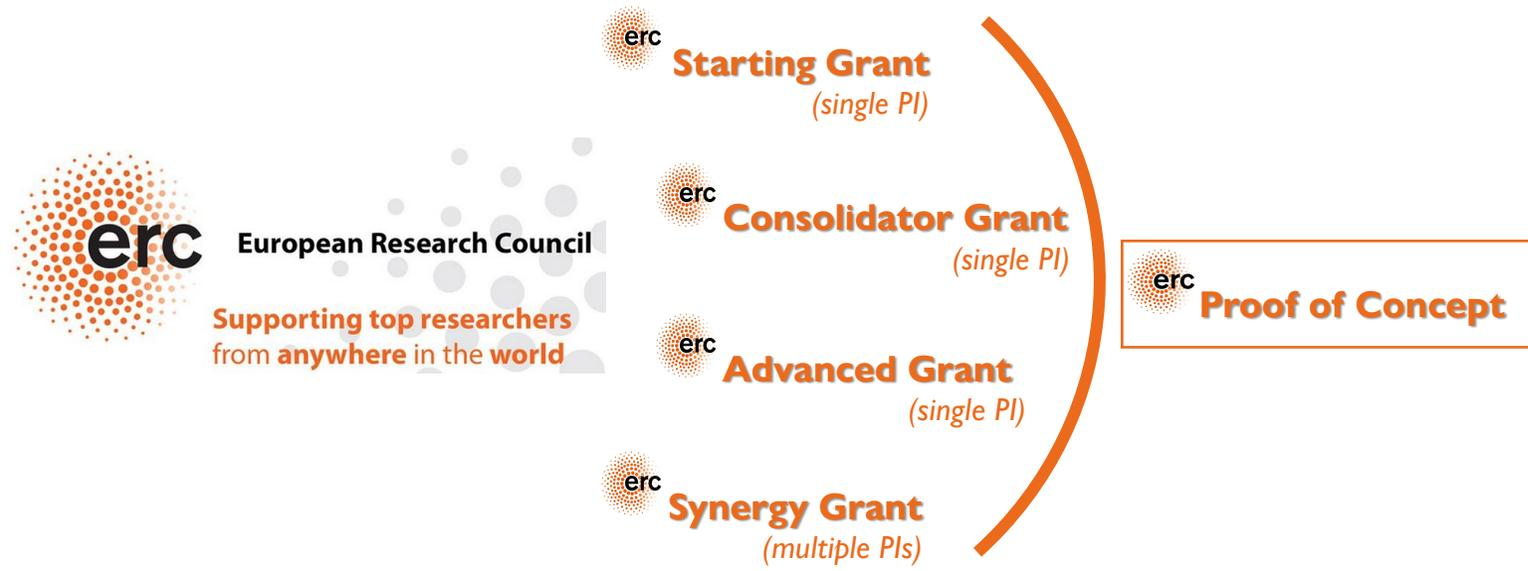 erc
European Research Council
Supporting top researchers
from anywhere in the world
erc
Starting Grant
(single PI)
erc
Consolidator Grant
(single PI)
erc
Advanced Grant
(single PI)
erc
Synergy Grant
(multiple PIs)
erc
Proof of Concept